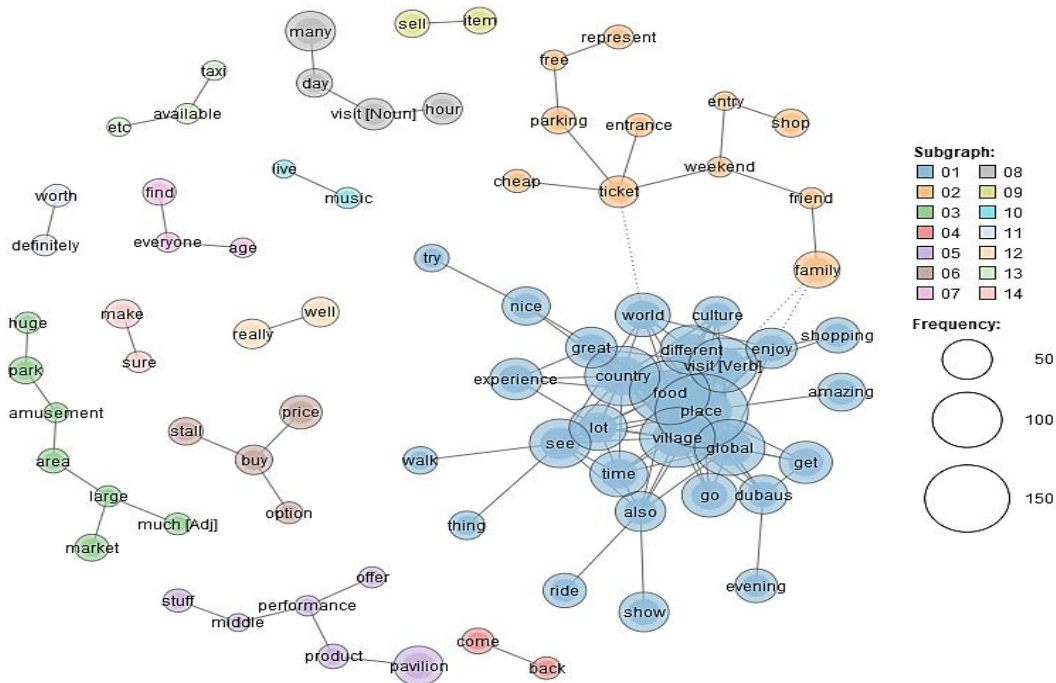 many
sell
item
represent
free
taxi
day
available
etc
visit [Noun]
hour
parking
entrance
entry
shop
weekend
cheap
ticket
friend
live
music
worth
definitely
find
everyone
age
family
try
nice
world
culture
shopping
great
different
enjoy
visit [Verb]
experience
country
food
amazing
place
lot
village
see
global
walk
time
get
go
dubaus
also
thing
ride
show
evening
huge
park
amusement
area
large
much [Adj]
market
make
sure
really
well
stall
price
buy
option
stuff
middle
performance
offer
product
pavilion
come
back
Subgraph:
01 08
02 09
03 10
04 11
05 12
06 13
07 14
Frequency:
50
100
150